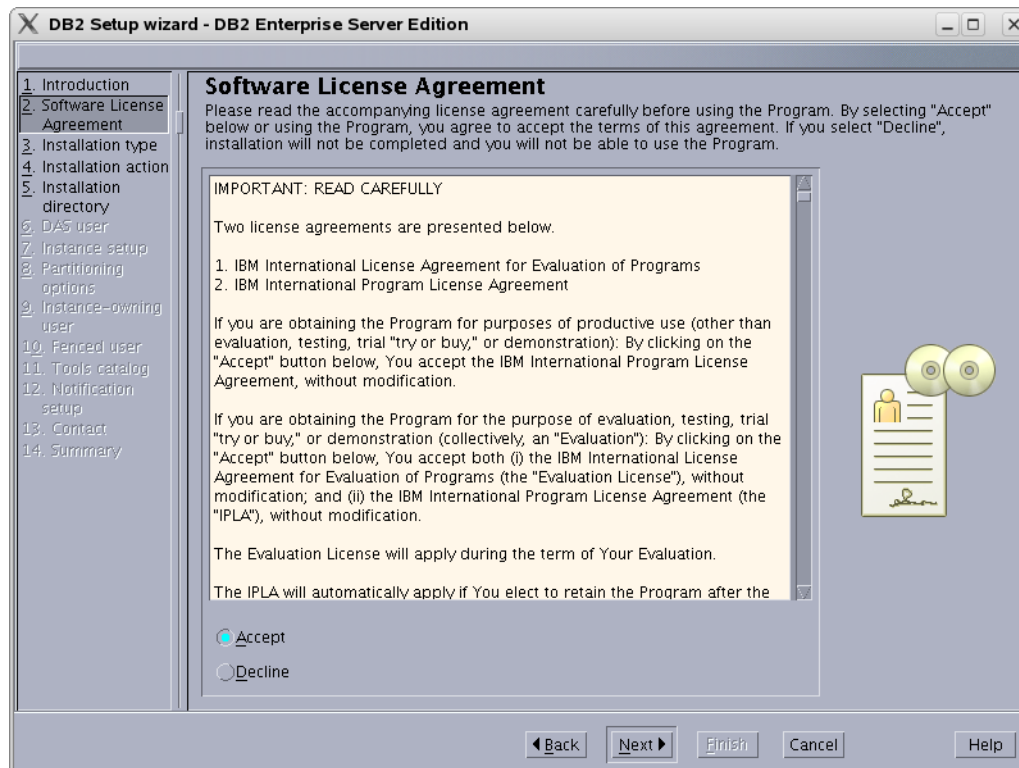 DB2 Setup wizard - DB2 Enterprise Server Edition
1. Introduction
2. Software License
Agreement
3. Installation type
4. Installation action
5. Installation
directory
6. DAS user
7. Instance setup
8. Partitioning
options
9. Instance-owning
user
10. Fenced user
11. Tools catalog
12. Notification
setup
13. Contact
14. Summary
Software License Agreement
Please read the accompanying license agreement carefully before using the Program. By selecting "Accept"
below or using the Program, you agree to accept the terms of this agreement. If you select "Decline",
installation will not be completed and you will not be able to use the Program.
IMPORTANT: READ CAREFULLY
Two license agreements are presented below.
1. IBM International License Agreement for Evaluation of Programs
2. IBM International Program License Agreement
If you are obtaining the Program for purposes of productive use (other than
evaluation, testing, trial "try or buy," or demonstration): By clicking on the
"Accept" button below, You accept the IBM International Program License
Agreement, without modification.
If you are obtaining the Program for the purpose of evaluation, testing, trial
"try or buy," or demonstration (collectively, an "Evaluation"): By clicking on the
"Accept" button below, You accept both (i) the IBM International License
Agreement for Evaluation of Programs (the "Evaluation License"), without
modification; and (ii) the IBM International Program License Agreement (the
"IPLA"), without modification.
The Evaluation License will apply during the term of Your Evaluation.
The IPLA will automatically apply if You elect to retain the Program after the
Accept
Decline
Back Next Finish Cancel Help